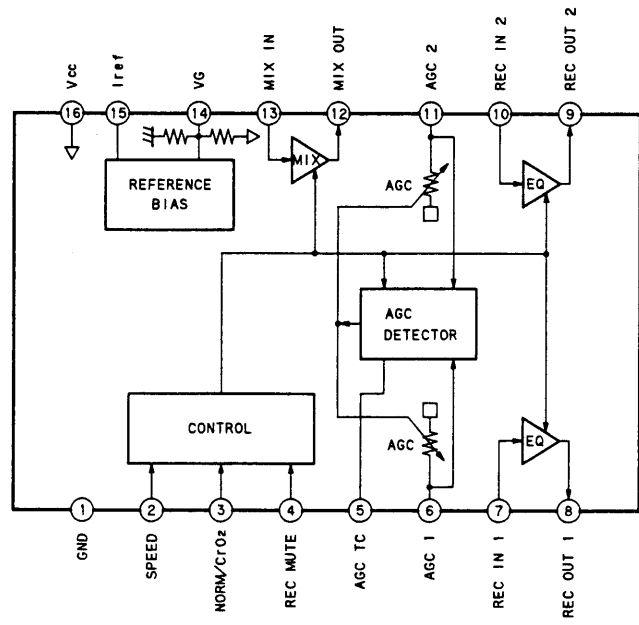 Vcc
Iref
VG
MIX IN
MIX OUT
AGC 2
REC IN 2
REC OUT 2
16
15
14
13
12
11
10
9
MIX
EQ
REFERENCE
BIAS
AGC
AGC
DETECTOR
CONTROL
AGC
EQ
1
2
3
4
5
6
7
8
GND
SPEED
NORM/CrO2
REC MUTE
AGC TC
AGC 1
REC IN 1
REC OUT 1